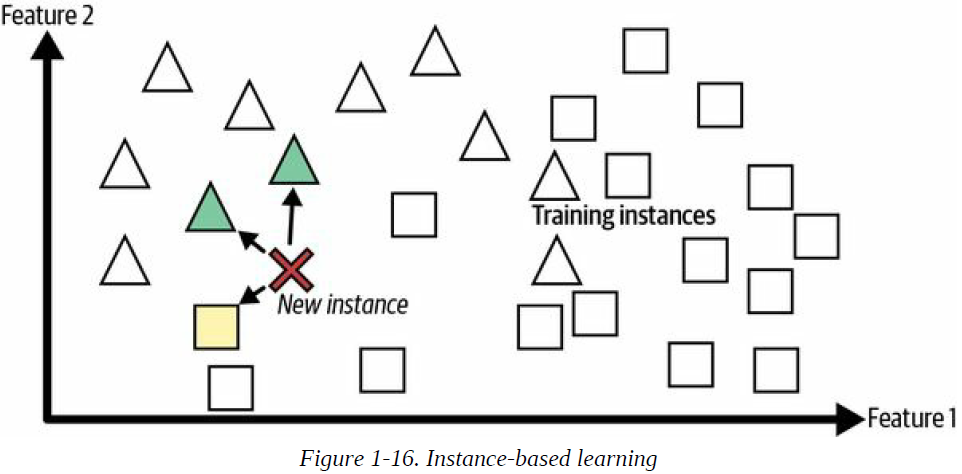 Feature 2
Training instances
New instance
Feature 1
Figure 1-16. Instance-based learning